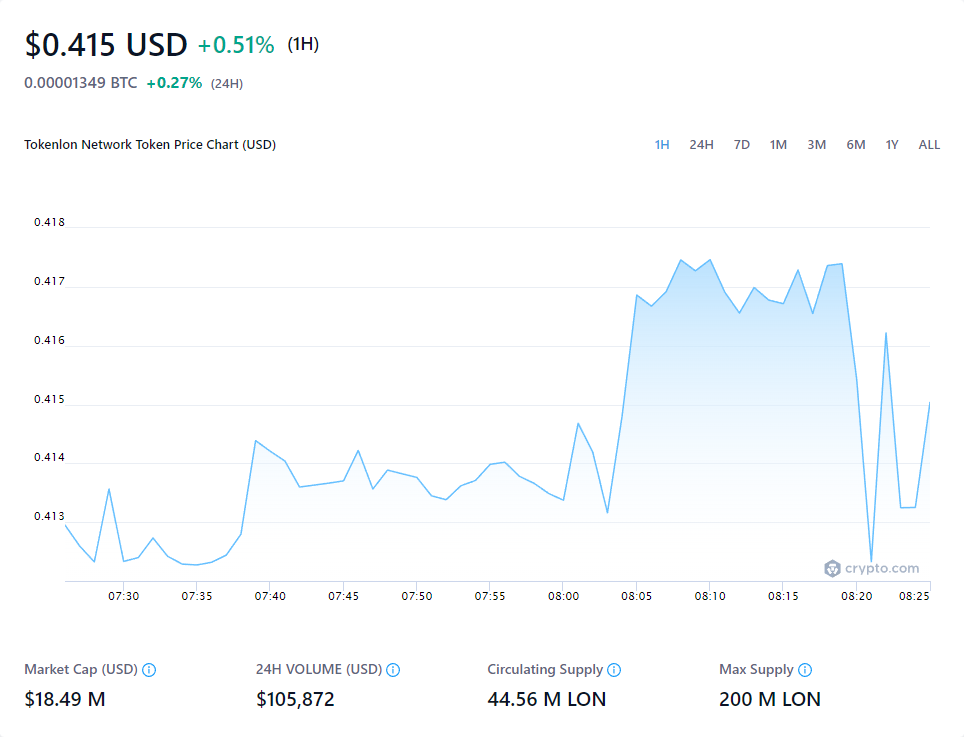 $0.415 USD +0.51% (1H)
0.00001349 BTC +0.27% (24H)
Tokenlon Network Token Price Chart (USD) 1H 24H 7D 1M 3M 6M 1Y ALL
0.418
0.417
0.416
0.415
0.414
0.413
crypto.com
07:30 07:35 07:40 07:45 07:50 07:55 08:00 08:05 08:10 08:15 08:20 08:25
Market Cap (USD) 24H VOLUME (USD) Circulating Supply Max Supply
$18.49 M $105,872 44.56 M LON 200 M LON